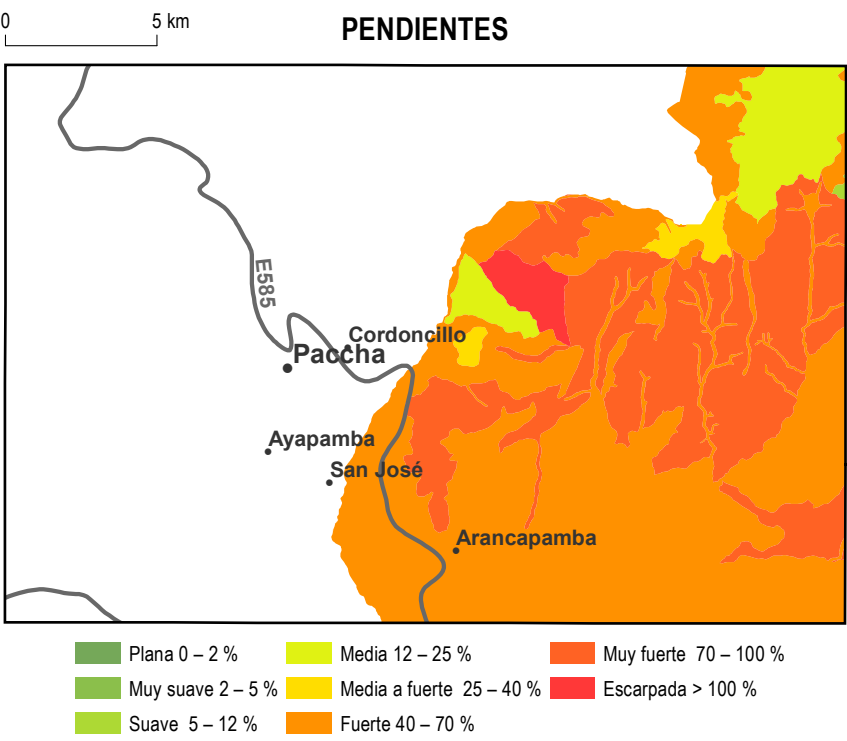 0 5 km
PENDIENTES
E585
Cordoncillo
Paccha
Ayapamba
San José
Arancapamba
Plana 0 – 2 %
Muy suave 2 – 5 %
Suave 5 – 12 %
Media 12 – 25 %
Media a fuerte 25 – 40 %
Fuerte 40 – 70 %
Muy fuerte 70 – 100 %
Escarpada > 100 %